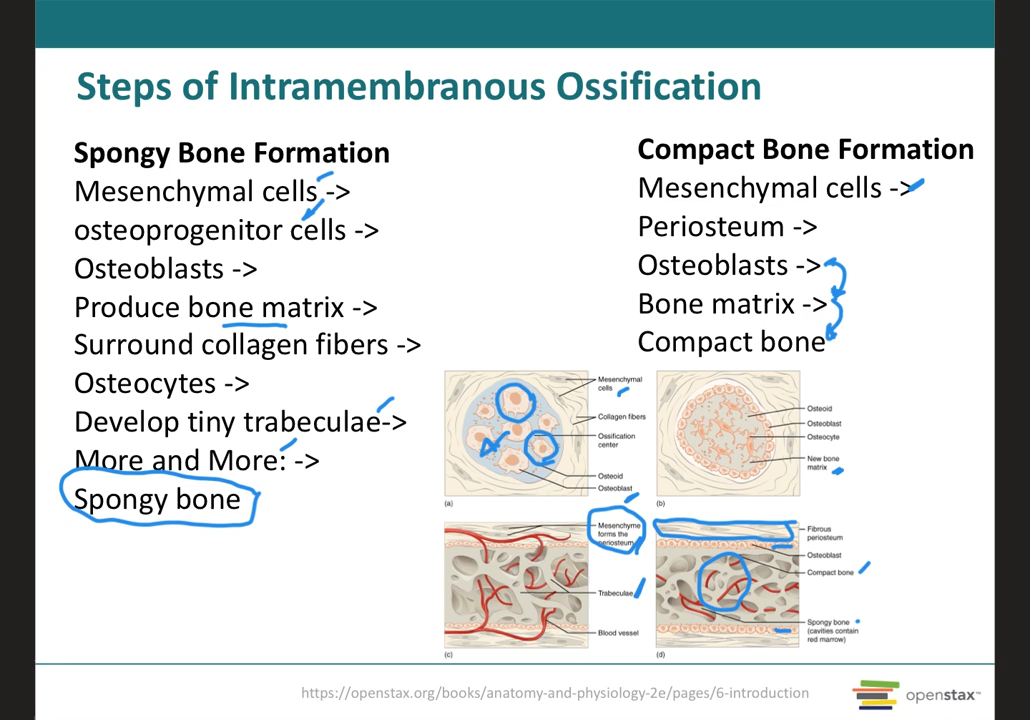 Steps of Intramembranous Ossification
Spongy Bone Formation
Mesenchymal cells ->
osteoprogenitor cells ->
Osteoblasts ->
Produce bone matrix ->
Surround collagen fibers ->
Osteocytes ->
Develop tiny trabeculae->
More and More: ->
Spongy bone
Compact Bone Formation
Mesenchymal cells ->
Periosteum ->
Osteoblasts ->
Bone matrix ->
Compact bone
Mesenchymal
cells
Collagen fibers
Ossification
center
Osteoid
Osteoblast
(a)
Osteoid
Osteoblast
Osteocyte
New bone
matrix
(b)
Mesenchyme
forms the
periosteum
Trabeculae
Blood vessel
(c)
Fibrous
periosteum
Osteoblast
Compact bone
Spongy bone
(cavities contain
red marrow)
(d)
https://openstax.org/books/anatomy-and-physiology-2e/pages/6-introduction
openstax™